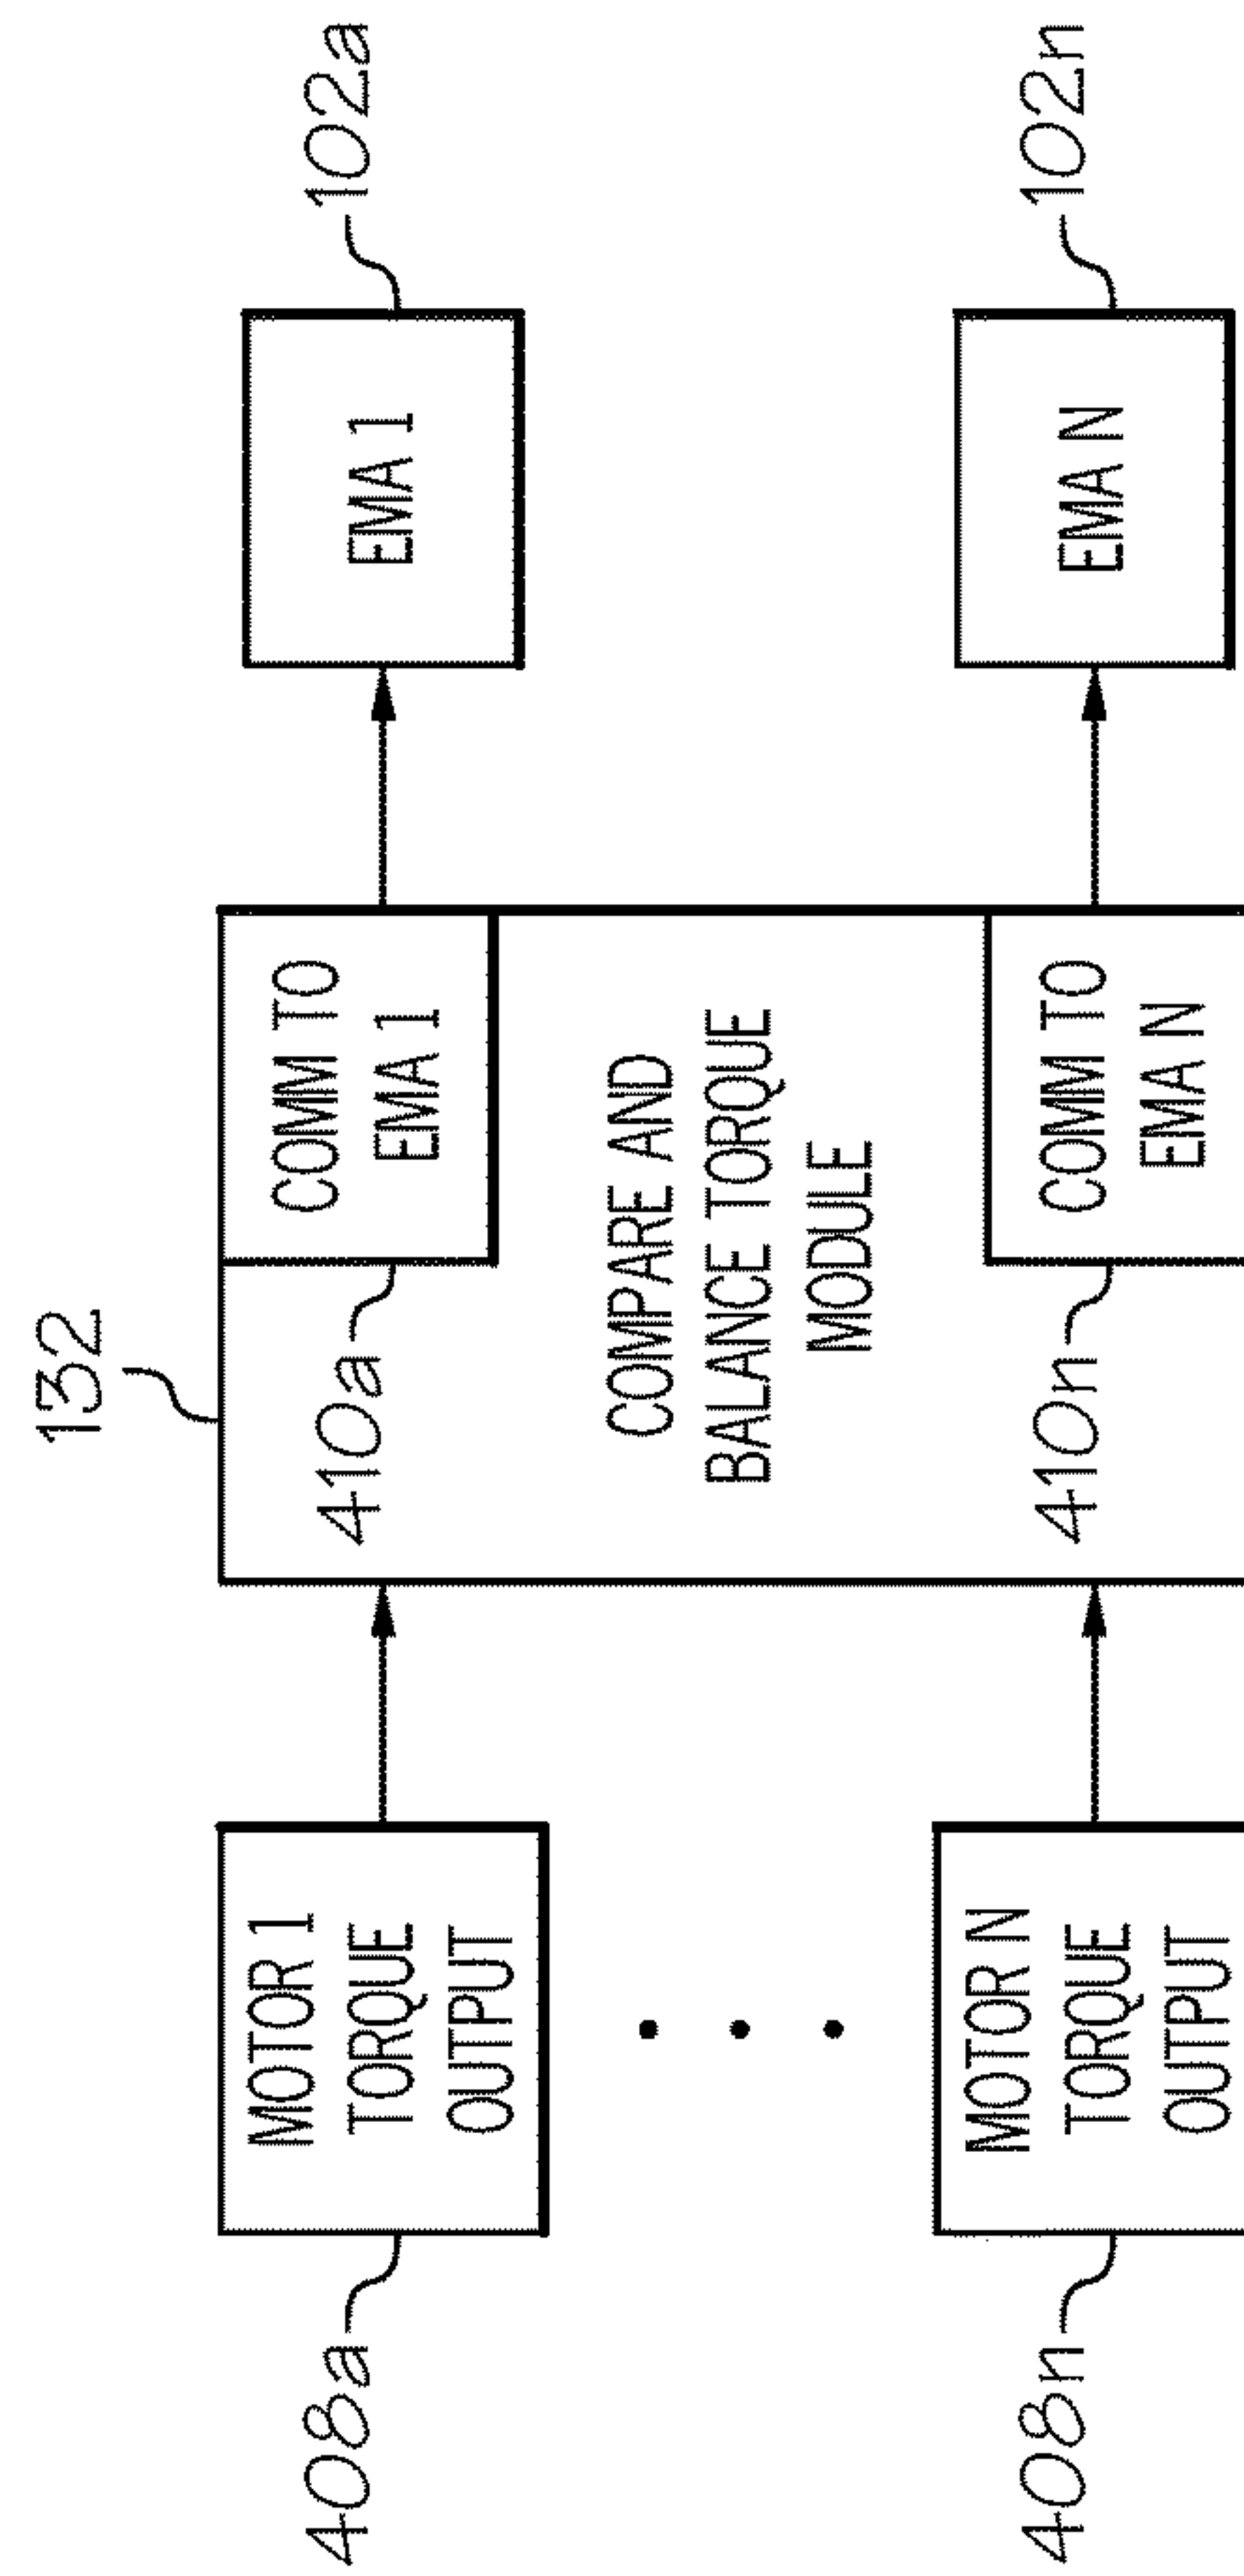 132
408a
MOTOR 1
TORQUE
OUTPUT
410a
COMM TO
EMA 1
EMA 1
102a
COMPARE AND
BALANCE TORQUE
MODULE
408n
MOTOR N
TORQUE
OUTPUT
410n
COMM TO
EMA N
EMA N
102n